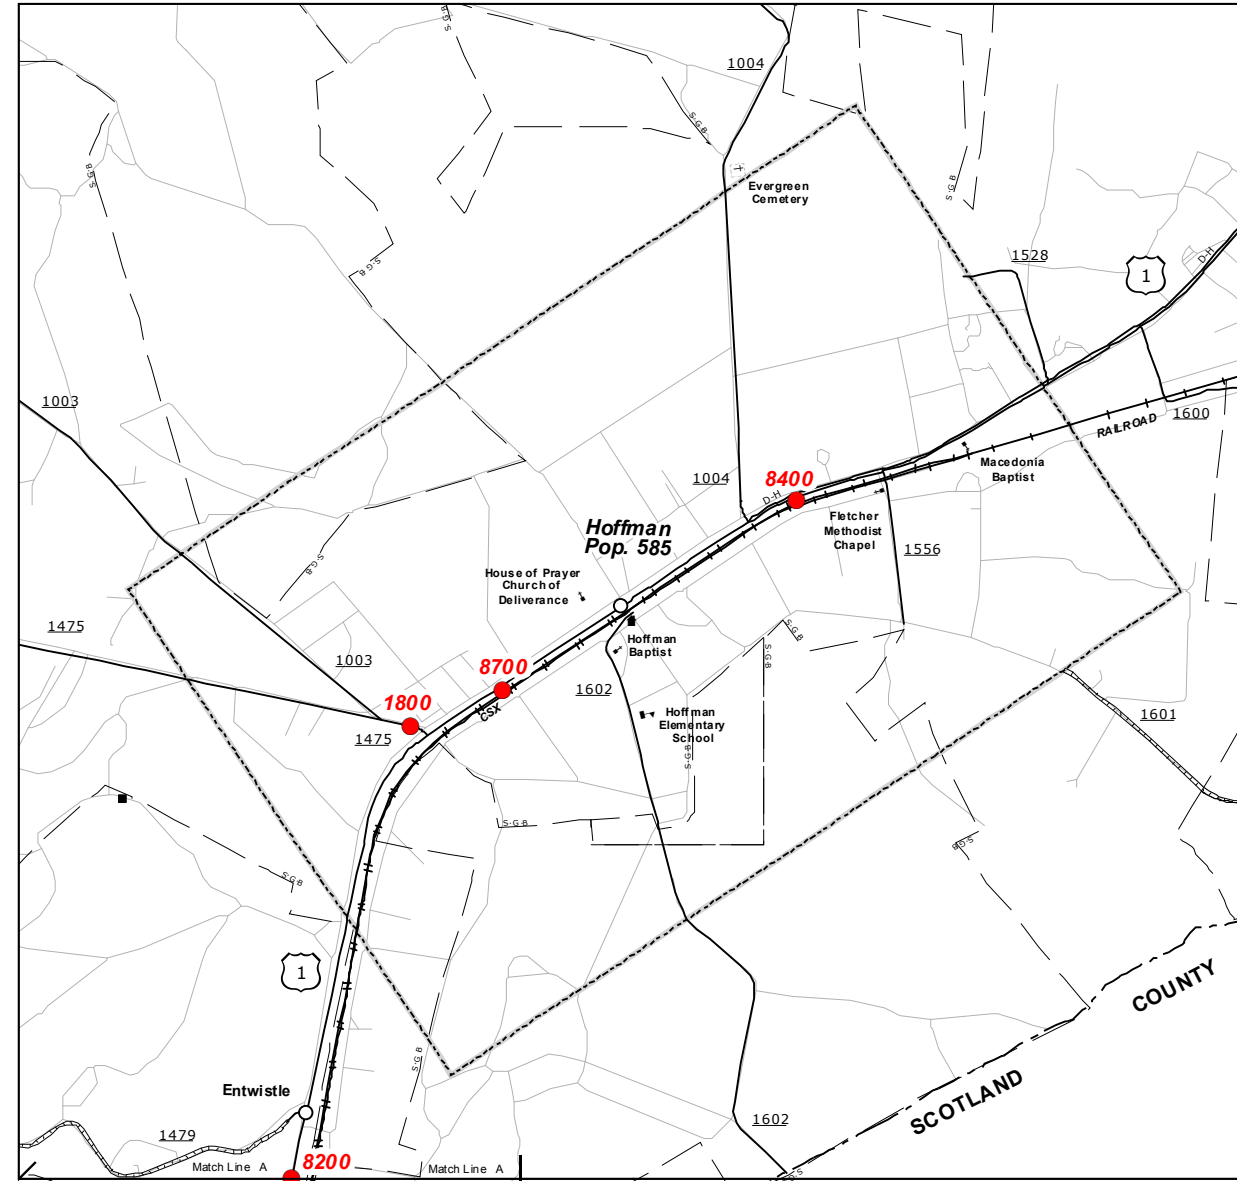 S-G-B
1004
S-G-B
S-G-B
Evergreen
Cemetery
S-G-B
S-G-B
1528
D-H
1
1003
1600
RAILROAD
Macedonia
Baptist
1004
8400
D-H
Hoffman
Pop. 585
Fletcher
Methodist
Chapel
1556
S-G-B
House of Prayer
Church of
Deliverance
1475
1003
Hoffman
Baptist
S-G-B
S-G-B
8700
1602
1800
CSX
Hoffman
Elementary
School
1601
1475
S-G-B
S-G-B
S-G-B
S-G-B
1
COUNTY
SCOTLAND
S-G-B
Entwistle
1602
1479
8200
Match Line A
Match Line A